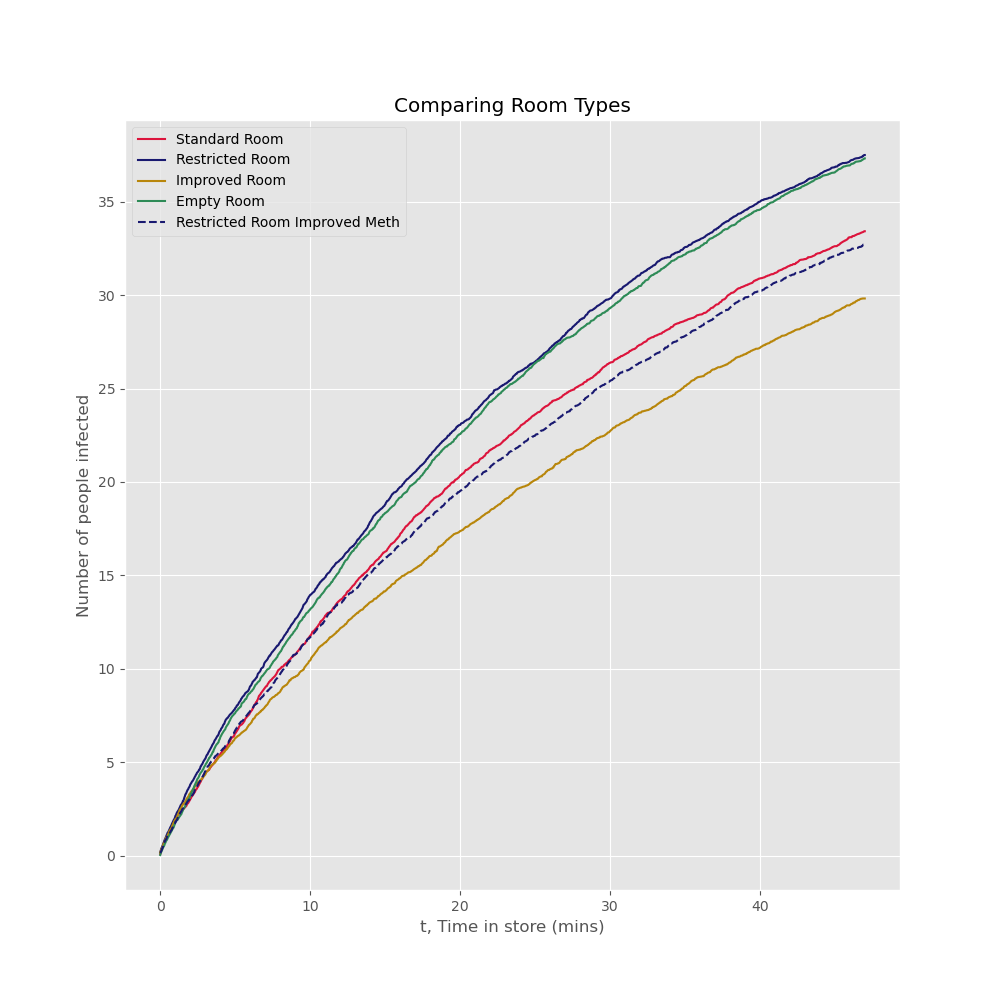 Comparing Room Types
Standard Room
Restricted Room
Improved Room
Empty Room
Restricted Room Improved Meth
35
30
25
20
15
10
5
0
Number of people infected
0 10 20 30 40
t, Time in store (mins)